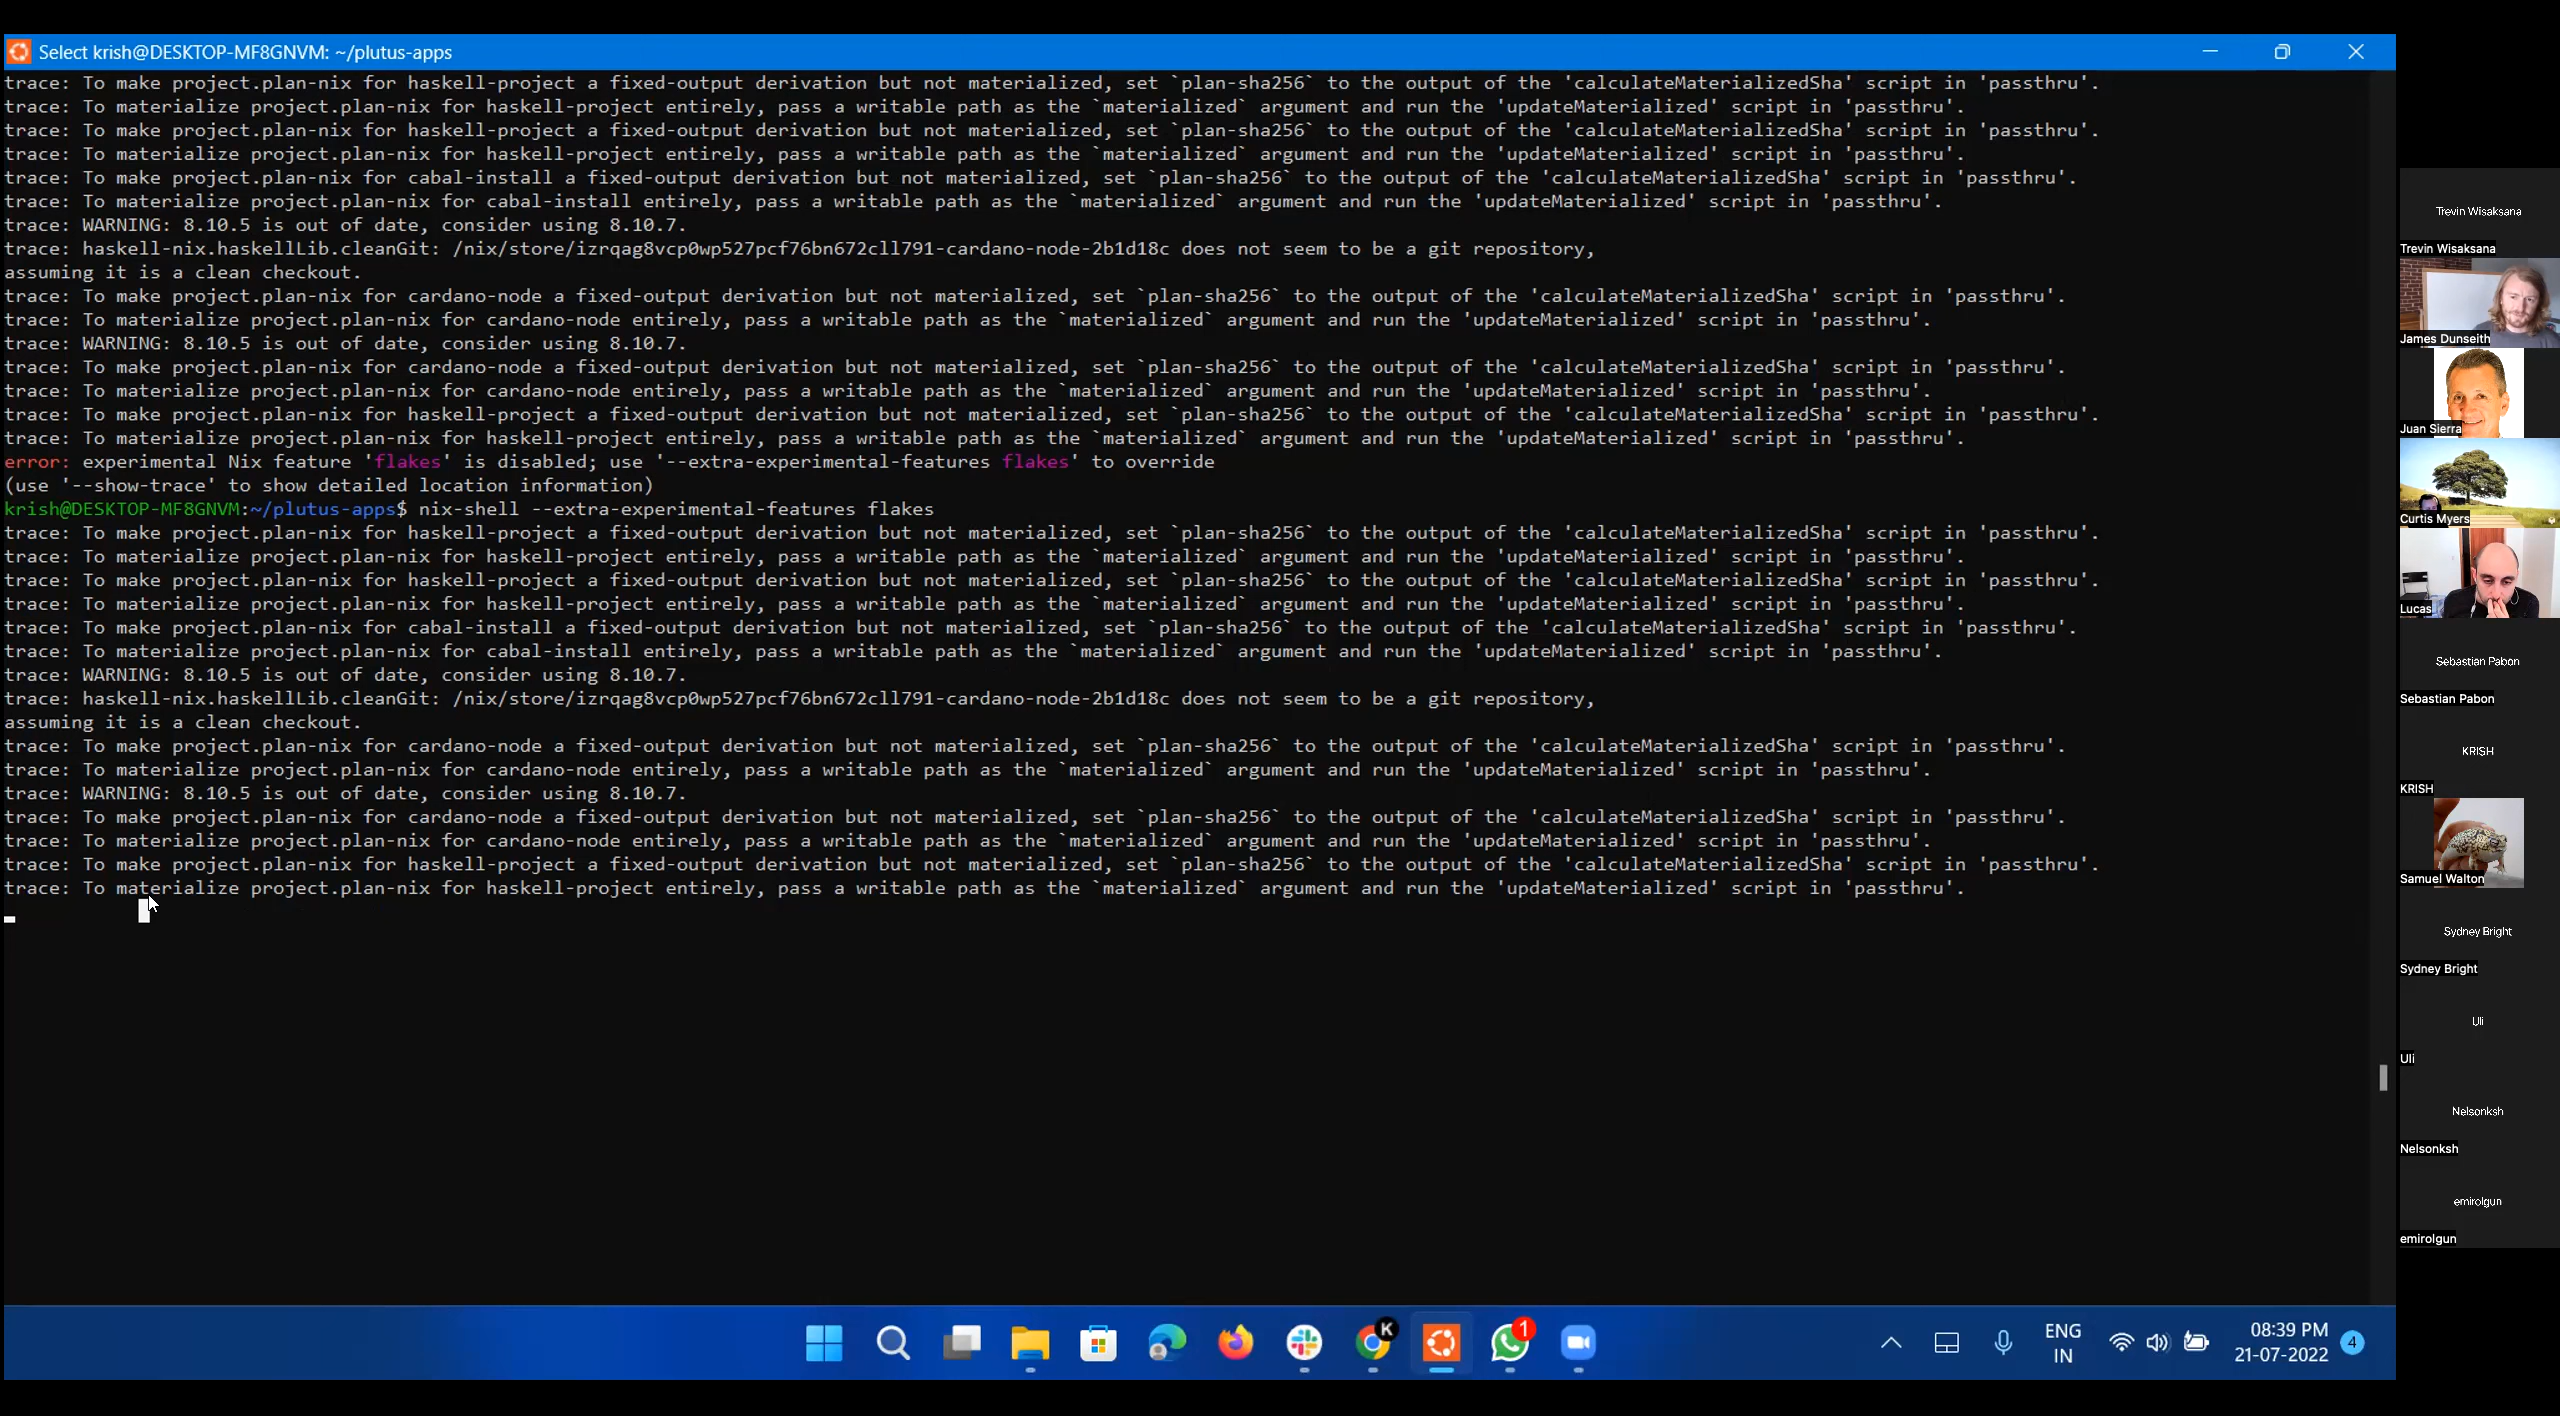 Select krish@DESKTOP-MF8GNVM: ~/plutus-apps
trace: To make project.plan-nix for haskell-project a fixed-output derivation but not materialized, set `plan-sha256` to the output of the 'calculateMaterializedSha' script in 'passthru'.
trace: To materialize project.plan-nix for haskell-project entirely, pass a writable path as the `materialized` argument and run the 'updateMaterialized' script in 'passthru'.
trace: To make project.plan-nix for haskell-project a fixed-output derivation but not materialized, set `plan-sha256` to the output of the 'calculateMaterializedSha' script in 'passthru'.
trace: To materialize project.plan-nix for haskell-project entirely, pass a writable path as the `materialized` argument and run the 'updateMaterialized' script in 'passthru'.
trace: To make project.plan-nix for cabal-install a fixed-output derivation but not materialized, set `plan-sha256` to the output of the 'calculateMaterializedSha' script in 'passthru'.
trace: To materialize project.plan-nix for cabal-install entirely, pass a writable path as the `materialized` argument and run the 'updateMaterialized' script in 'passthru'.
trace: WARNING: 8.10.5 is out of date, consider using 8.10.7.
trace: haskell-nix.haskellLib.cleanGit: /nix/store/izrqag8vcp0wp527pcf76bn672cll791-cardano-node-2b1d18c does not seem to be a git repository,
assuming it is a clean checkout.
trace: To make project.plan-nix for cardano-node a fixed-output derivation but not materialized, set `plan-sha256` to the output of the 'calculateMaterializedSha' script in 'passthru'.
trace: To materialize project.plan-nix for cardano-node entirely, pass a writable path as the `materialized` argument and run the 'updateMaterialized' script in 'passthru'.
trace: WARNING: 8.10.5 is out of date, consider using 8.10.7.
trace: To make project.plan-nix for cardano-node a fixed-output derivation but not materialized, set `plan-sha256` to the output of the 'calculateMaterializedSha' script in 'passthru'.
trace: To materialize project.plan-nix for cardano-node entirely, pass a writable path as the `materialized` argument and run the 'updateMaterialized' script in 'passthru'.
trace: To make project.plan-nix for haskell-project a fixed-output derivation but not materialized, set `plan-sha256` to the output of the 'calculateMaterializedSha' script in 'passthru'.
trace: To materialize project.plan-nix for haskell-project entirely, pass a writable path as the `materialized` argument and run the 'updateMaterialized' script in 'passthru'.
error: experimental Nix feature 'flakes' is disabled; use '--extra-experimental-features flakes' to override
(use '--show-trace' to show detailed location information)
krish@DESKTOP-MF8GNVM:~/plutus-apps$ nix-shell --extra-experimental-features flakes
trace: To make project.plan-nix for haskell-project a fixed-output derivation but not materialized, set `plan-sha256` to the output of the 'calculateMaterializedSha' script in 'passthru'.
trace: To materialize project.plan-nix for haskell-project entirely, pass a writable path as the `materialized` argument and run the 'updateMaterialized' script in 'passthru'.
trace: To make project.plan-nix for haskell-project a fixed-output derivation but not materialized, set `plan-sha256` to the output of the 'calculateMaterializedSha' script in 'passthru'.
trace: To materialize project.plan-nix for haskell-project entirely, pass a writable path as the `materialized` argument and run the 'updateMaterialized' script in 'passthru'.
trace: To make project.plan-nix for cabal-install a fixed-output derivation but not materialized, set `plan-sha256` to the output of the 'calculateMaterializedSha' script in 'passthru'.
trace: To materialize project.plan-nix for cabal-install entirely, pass a writable path as the `materialized` argument and run the 'updateMaterialized' script in 'passthru'.
trace: WARNING: 8.10.5 is out of date, consider using 8.10.7.
trace: haskell-nix.haskellLib.cleanGit: /nix/store/izrqag8vcp0wp527pcf76bn672cll791-cardano-node-2b1d18c does not seem to be a git repository,
assuming it is a clean checkout.
trace: To make project.plan-nix for cardano-node a fixed-output derivation but not materialized, set `plan-sha256` to the output of the 'calculateMaterializedSha' script in 'passthru'.
trace: To materialize project.plan-nix for cardano-node entirely, pass a writable path as the `materialized` argument and run the 'updateMaterialized' script in 'passthru'.
trace: WARNING: 8.10.5 is out of date, consider using 8.10.7.
trace: To make project.plan-nix for cardano-node a fixed-output derivation but not materialized, set `plan-sha256` to the output of the 'calculateMaterializedSha' script in 'passthru'.
trace: To materialize project.plan-nix for cardano-node entirely, pass a writable path as the `materialized` argument and run the 'updateMaterialized' script in 'passthru'.
trace: To make project.plan-nix for haskell-project a fixed-output derivation but not materialized, set `plan-sha256` to the output of the 'calculateMaterializedSha' script in 'passthru'.
trace: To materialize project.plan-nix for haskell-project entirely, pass a writable path as the `materialized` argument and run the 'updateMaterialized' script in 'passthru'.
K
1
ENG
IN
08:39 PM
21-07-2022
4
Trevin Wisaksana
Trevin Wisaksana
James Dunseith
Juan Sierra
Curtis Myers
Lucas
Sebastian Pabon
Sebastian Pabon
KRISH
KRISH
Samuel Walton
Sydney Bright
Sydney Bright
Uli
Uli
Nelsonksh
Nelsonksh
emirolgun
emirolgun